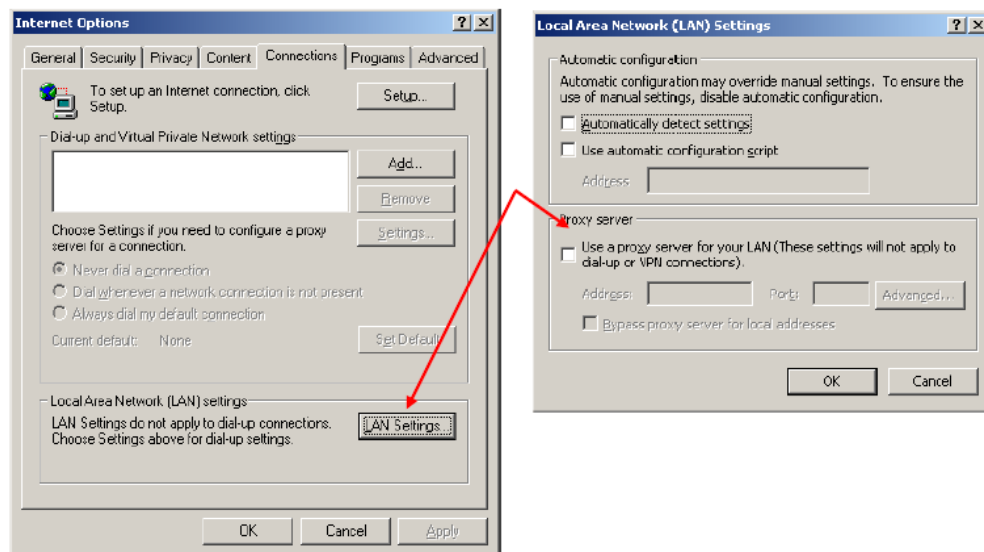 Internet Options
General Security Privacy Content Connections Programs Advanced
To set up an Internet connection, click
Setup.
Setup...
Dial-up and Virtual Private Network settings
Add...
Remove
Choose Settings if you need to configure a proxy
server for a connection.
Settings...
Never dial a connection
Dial whenever a network connection is not present
Always dial my default connection
Current default: None
Set Default
Local Area Network (LAN) settings
LAN Settings do not apply to dial-up connections.
Choose Settings above for dial-up settings.
LAN Settings...
OK Cancel Apply
Local Area Network (LAN) Settings
Automatic configuration
Automatic configuration may override manual settings. To ensure the
use of manual settings, disable automatic configuration.
Automatically detect settings
Use automatic configuration script
Address
Proxy server
Use a proxy server for your LAN (These settings will not apply to
dial-up or VPN connections).
Address: Port: Advanced...
Bypass proxy server for local addresses
OK Cancel